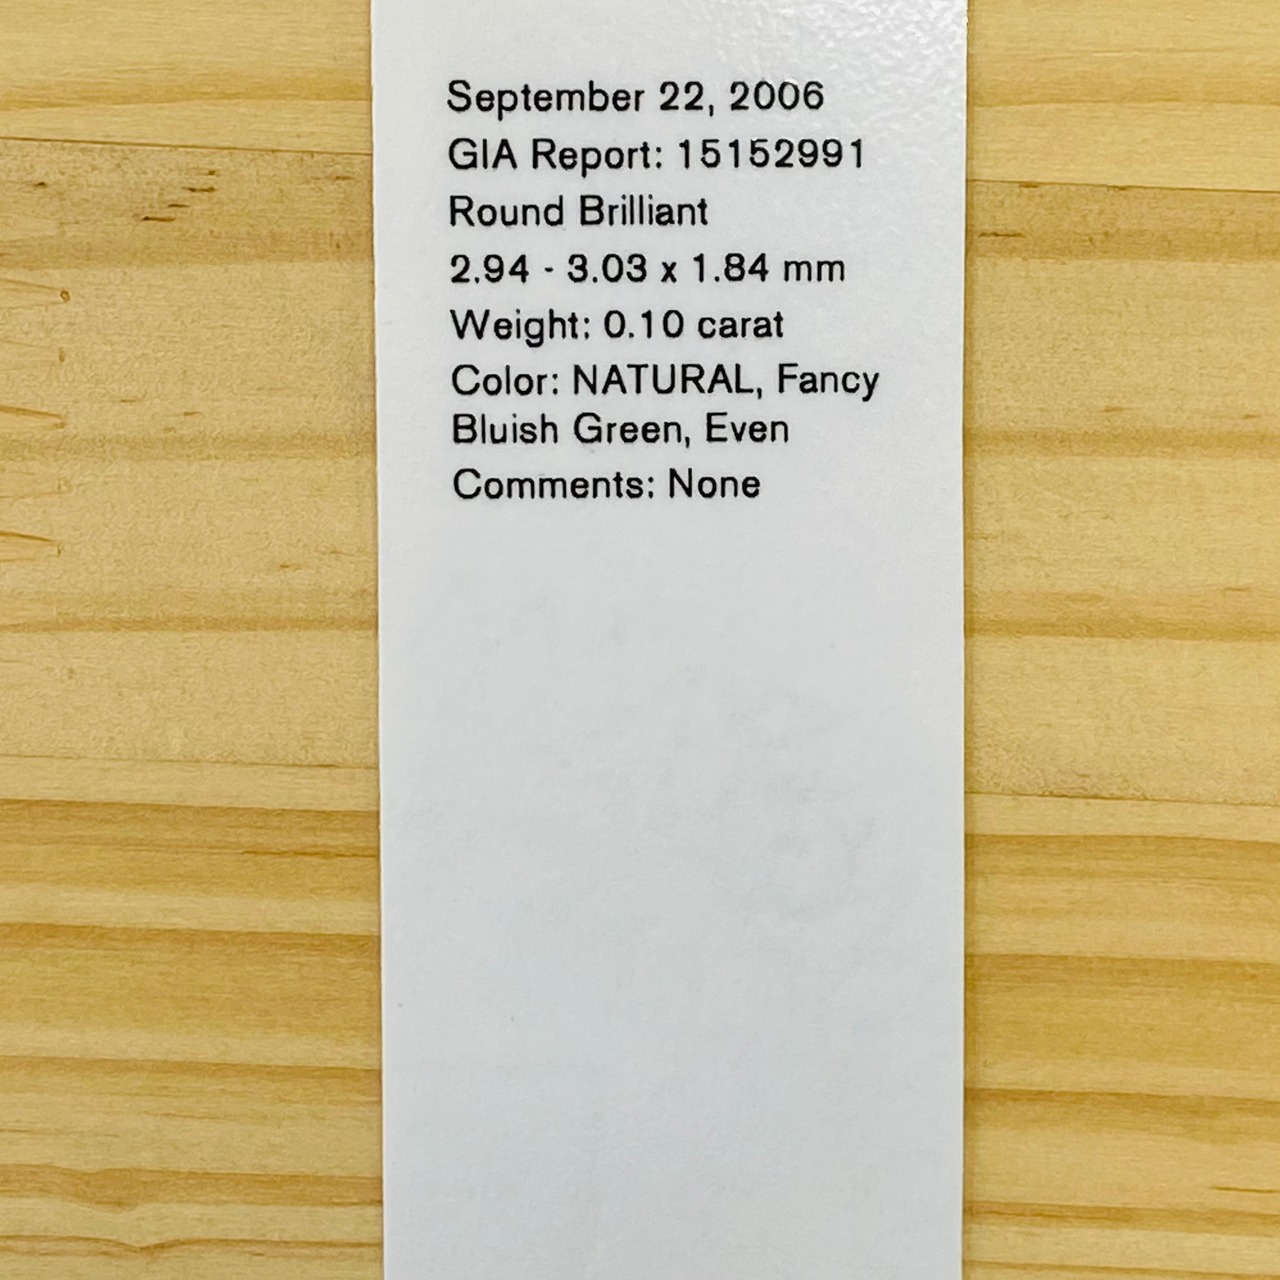 September 22, 2006
GIA Report: 15152991
Round Brilliant
2.94 - 3.03 x 1.84 mm
Weight: 0.10 carat
Color: NATURAL, Fancy
Bluish Green, Even
Comments: None